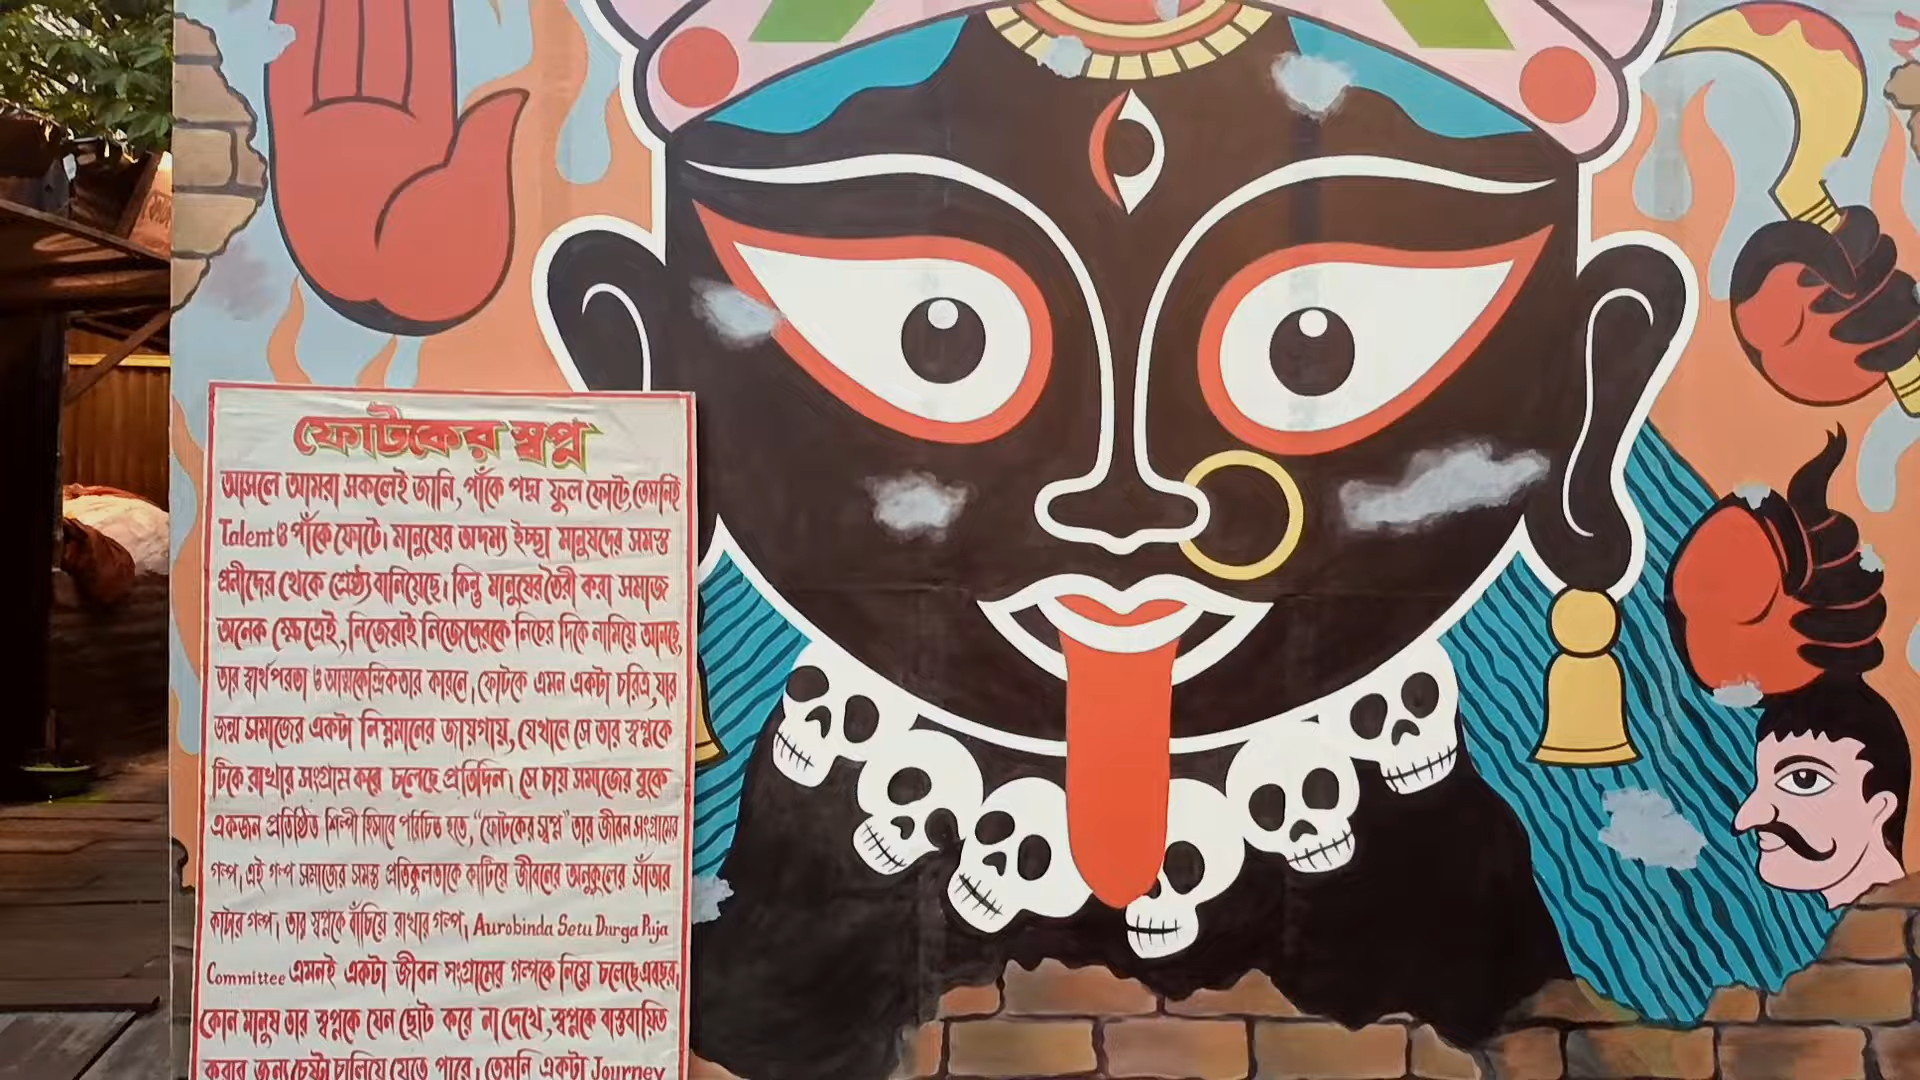 ফোটকের স্বপ্ন
আসলে আমরা সকলেই জানি, পাঁকে পদ্ম ফুল ফোটে, তেমনিই
Talent ও পাঁকে ফোটে। মানুষের অদম্য ইচ্ছা মানুষদের সমস্ত
প্রনীদের থেকে শ্রেষ্ঠ্য বানিয়েছে। কিন্তু মানুষের তৈরী করা সমাজ
অনেক ক্ষেত্রেই, নিজেরাই নিজেদেরকে নিচের দিকে নামিয়ে আনছে,
তার স্বার্থপরতা ও আত্মকেন্দ্রিকতার কারনে। ফোটকে এমন একটা চরিত্র, যার
জন্ম সমাজের একটা নিম্নমানের জায়গায়, যেখানে সে তার স্বপ্নকে
টিকে রাখার সংগ্রাম করে চলেছে প্রতিদিন। সে চায় সমাজের বুকে
একজন প্রতিষ্ঠিত শিল্পী হিসাবে পরিচিত হতে, "ফোটকের স্বপ্ন" তার জীবন সংগ্রামের
গল্প, এই গল্প সমাজের সমস্ত প্রতিকুলতাকে কাটিয়ে জীবনের অনুকুলের সাঁতার
কাটার গল্প, তার স্বপ্নকে বাঁচিয়ে রাখার গল্প, Aurobinda Setu Durga Puja
Committee এমনই একটা জীবন সংগ্রামের গল্পকে নিয়ে চলেছে এবছর,
কোন মানুষ তার স্বপ্নকে যেন ছোট করে না দেখে, স্বপ্নকে বাস্তবায়িত
করার জন্য চেষ্টা চালিয়ে যেতে পারে। তেমনি একটা Journey